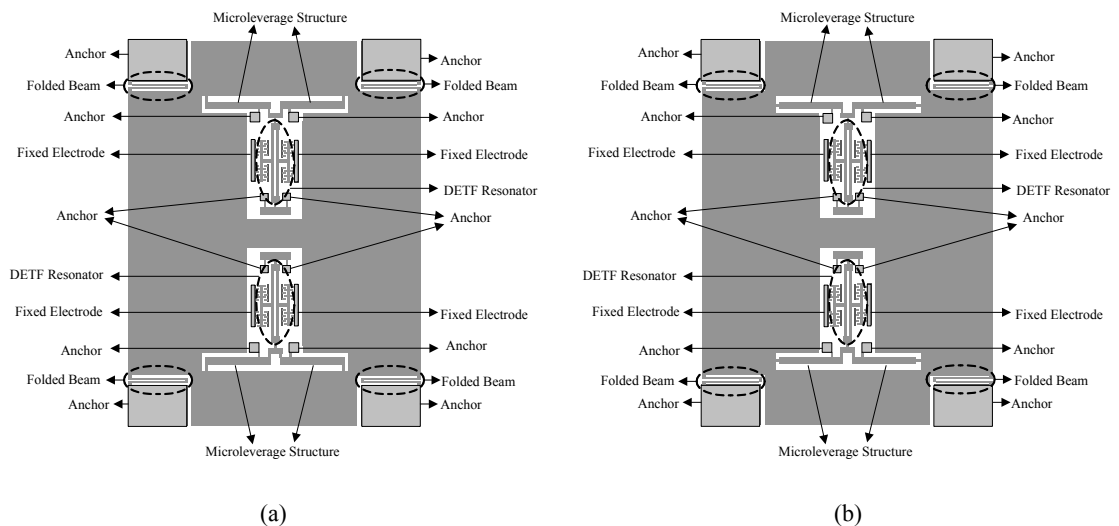 Microleverage Structure
Anchor
Anchor
Folded Beam
Folded Beam
Anchor
Anchor
Fixed Electrode
Fixed Electrode
DETF Resonator
Anchor
Anchor
DETF Resonator
Fixed Electrode
Fixed Electrode
Anchor
Anchor
Folded Beam
Folded Beam
Anchor
Anchor
Microleverage Structure
(a)
Microleverage Structure
Anchor
Anchor
Folded Beam
Folded Beam
Anchor
Anchor
Fixed Electrode
Fixed Electrode
DETF Resonator
Anchor
Anchor
DETF Resonator
Fixed Electrode
Fixed Electrode
Anchor
Anchor
Folded Beam
Folded Beam
Anchor
Anchor
Microleverage Structure
(b)